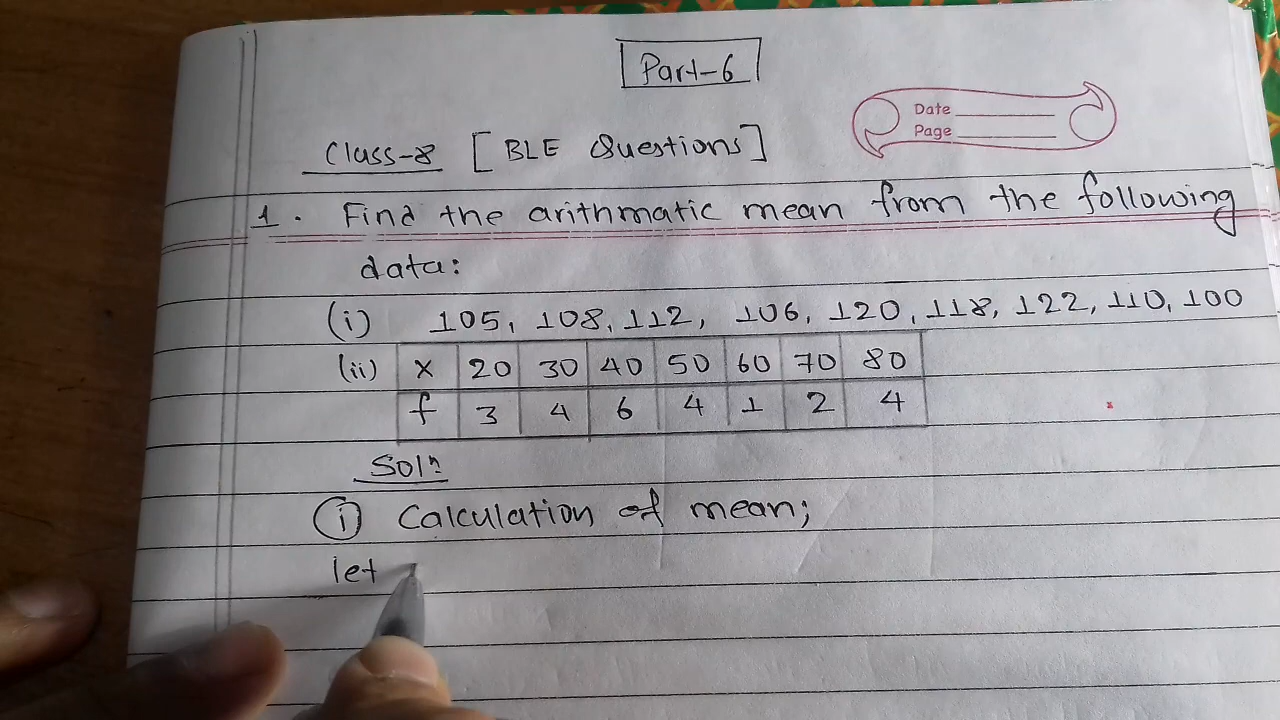 Part-6
Date
Page
Class-8 [BLE Questions]
1. Find the arithmatic mean from the following
data:
(i) 105, 108, 112, 106, 120, 118, 122, 110, 100
(ii) x 20 30 40 50 60 70 80
f 3 4 6 4 1 2 4
Solⁿ
(i) Calculation of mean;
let